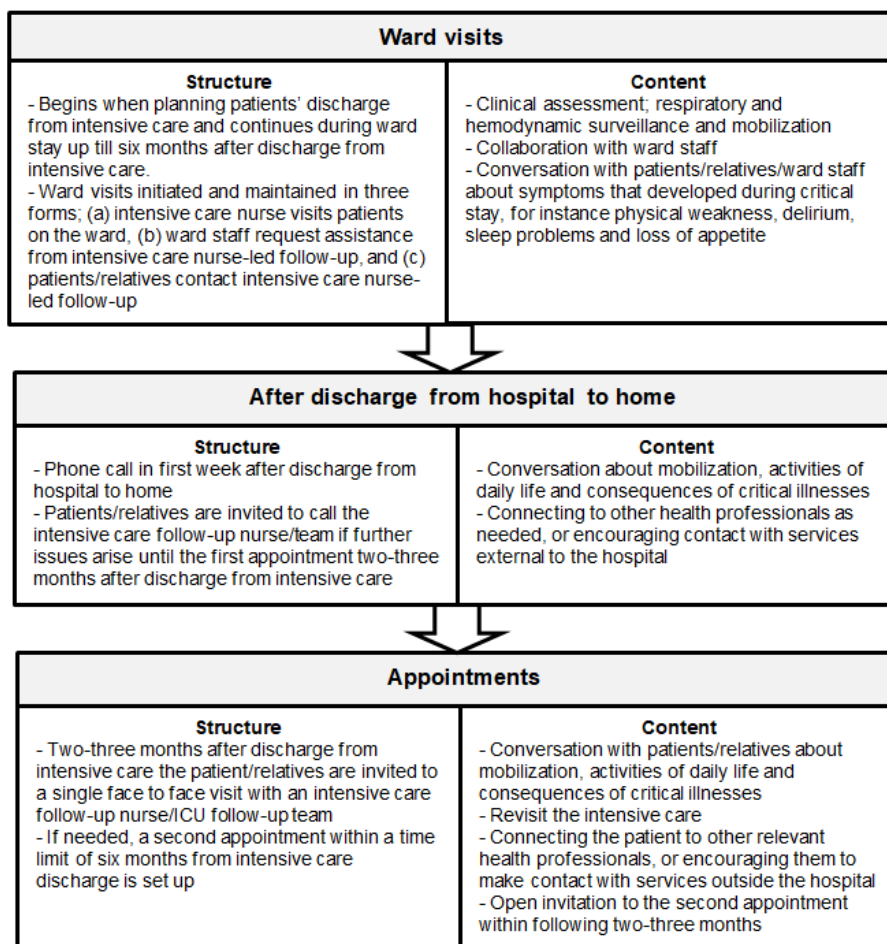 Ward visits
Structure
- Begins when planning patients’ discharge
from intensive care and continues during ward
stay up till six months after discharge from
intensive care.
- Ward visits initiated and maintained in three
forms; (a) intensive care nurse visits patients
on the ward, (b) ward staff request assistance
from intensive care nurse-led follow-up, and (c)
patients/relatives contact intensive care nurse-
led follow-up
Content
- Clinical assessment; respiratory and
hemodynamic surveillance and mobilization
- Collaboration with ward staff
- Conversation with patients/relatives/ward staff
about symptoms that developed during critical
stay, for instance physical weakness, delirium,
sleep problems and loss of appetite
After discharge from hospital to home
Structure
- Phone call in first week after discharge from
hospital to home
- Patients/relatives are invited to call the
intensive care follow-up nurse/team if further
issues arise until the first appointment two-three
months after discharge from intensive care
Content
- Conversation about mobilization, activities of
daily life and consequences of critical illnesses
- Connecting to other health professionals as
needed, or encouraging contact with services
external to the hospital
Appointments
Structure
- Two-three months after discharge from
intensive care the patient/relatives are invited to
a single face to face visit with an intensive care
follow-up nurse/ICU follow-up team
- If needed, a second appointment within a time
limit of six months from intensive care
discharge is set up
Content
- Conversation with patients/relatives about
mobilization, activities of daily life and
consequences of critical illnesses
- Revisit the intensive care
- Connecting the patient to other relevant
health professionals, or encouraging them to
make contact with services outside the hospital
- Open invitation to the second appointment
within following two-three months